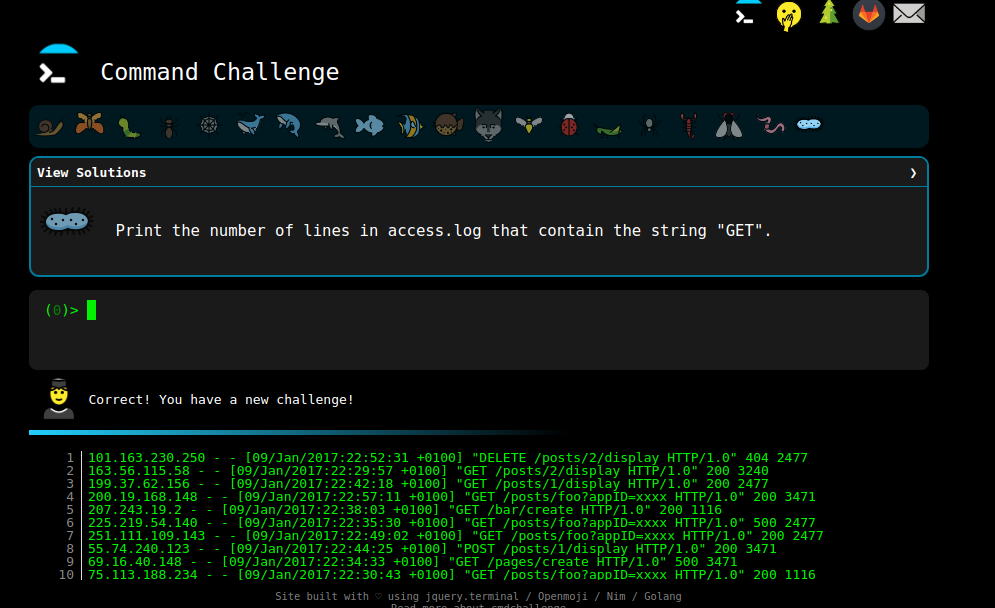 Command Challenge
View Solutions ❯
Print the number of lines in access.log that contain the string "GET".
(0)>
Correct! You have a new challenge!
1 101.163.230.250 - - [09/Jan/2017:22:52:31 +0100] "DELETE /posts/2/display HTTP/1.0" 404 2477
2 163.56.115.58 - - [09/Jan/2017:22:29:57 +0100] "GET /posts/2/display HTTP/1.0" 200 3240
3 199.37.62.156 - - [09/Jan/2017:22:42:18 +0100] "GET /posts/1/display HTTP/1.0" 200 2477
4 200.19.168.148 - - [09/Jan/2017:22:57:11 +0100] "GET /posts/foo?appID=xxxx HTTP/1.0" 200 3471
5 207.243.19.2 - - [09/Jan/2017:22:38:03 +0100] "GET /bar/create HTTP/1.0" 200 1116
6 225.219.54.140 - - [09/Jan/2017:22:35:30 +0100] "GET /posts/foo?appID=xxxx HTTP/1.0" 500 2477
7 251.111.109.143 - - [09/Jan/2017:22:49:02 +0100] "GET /posts/foo?appID=xxxx HTTP/1.0" 200 2477
8 55.74.240.123 - - [09/Jan/2017:22:44:25 +0100] "POST /posts/1/display HTTP/1.0" 200 3471
9 69.16.40.148 - - [09/Jan/2017:22:34:33 +0100] "GET /pages/create HTTP/1.0" 500 3471
10 75.113.188.234 - - [09/Jan/2017:22:30:43 +0100] "GET /posts/foo?appID=xxxx HTTP/1.0" 200 1116
Site built with ♡ using jquery.terminal / Openmoji / Nim / Golang
Read more about cmdchallenge